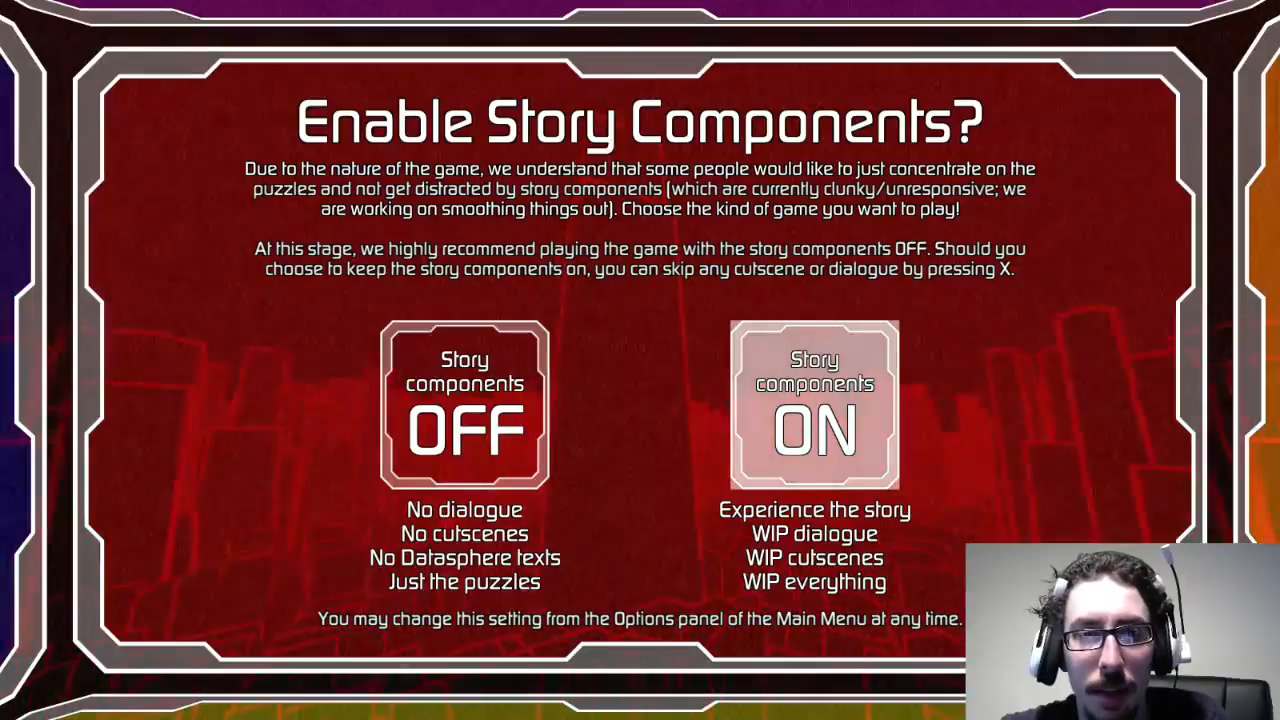 Enable Story Components?
Due to the nature of the game, we understand that some people would like to just concentrate on the
puzzles and not get distracted by story components (which are currently clunky/unresponsive; we
are working on smoothing things out). Choose the kind of game you want to play!
At this stage, we highly recommend playing the game with the story components OFF. Should you
choose to keep the story components on, you can skip any cutscene or dialogue by pressing X.
Story
components
OFF
No dialogue
No cutscenes
No Datasphere texts
Just the puzzles
Story
components
ON
Experience the story
WIP dialogue
WIP cutscenes
WIP everything
You may change this setting from the Options panel of the Main Menu at any time.